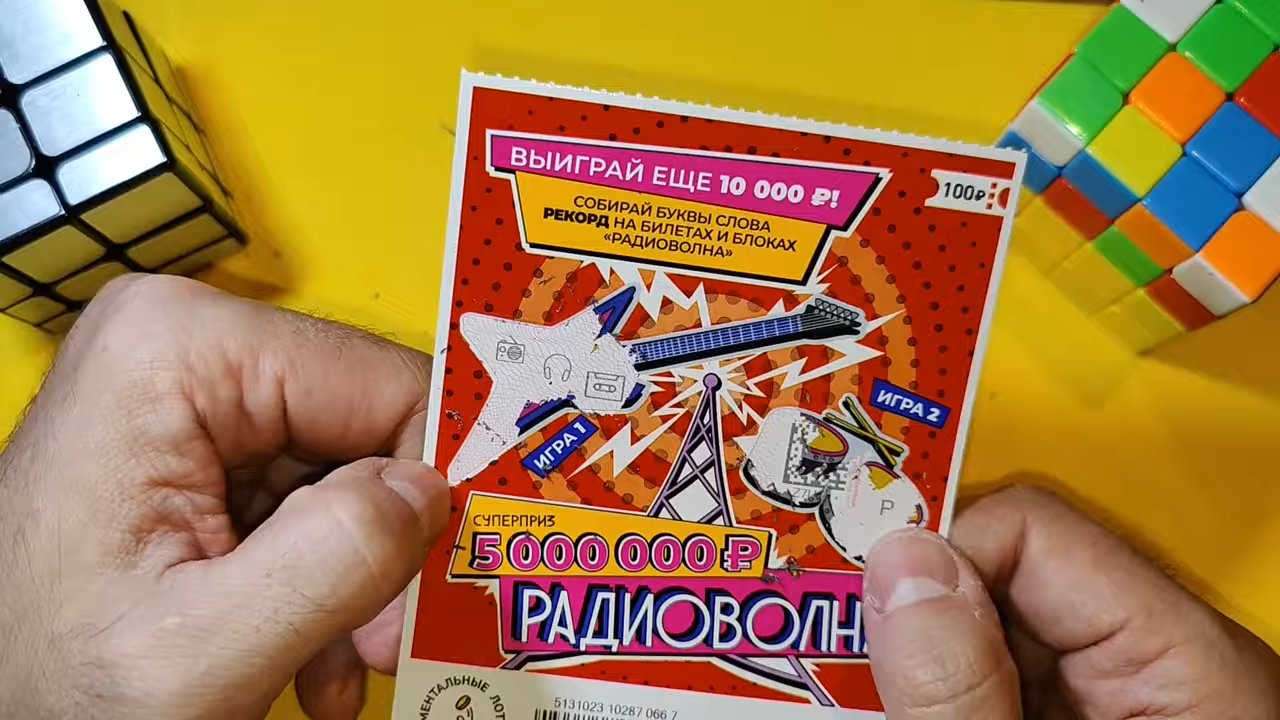 ВЫИГРАЙ ЕЩЕ 10 000 ₽!
100₽
СОБИРАЙ БУКВЫ СЛОВА
РЕКОРД НА БИЛЕТАХ И БЛОКАХ
«РАДИОВОЛНА»
ИГРА 2
ИГРА 1
Р
СУПЕРПРИЗ
5 000 000 ₽
РАДИОВОЛН
5131023 10287 066 7